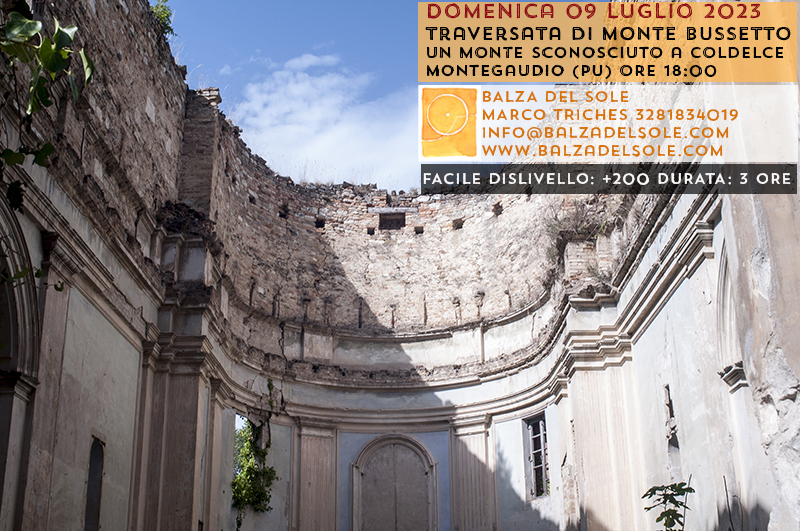 DOMENICA 09 LUGLIO 2023
TRAVERSATA DI MONTE BUSSETTO
UN MONTE SCONOSCIUTO A COLDELCE
MONTEGAUDIO (PU) ORE 18:00
BALZA DEL SOLE
MARCO TRICHES 3281834019
INFO@BALZADELSOLE.COM
WWW.BALZADELSOLE.COM
FACILE DISLIVELLO: +200 DURATA: 3 ORE